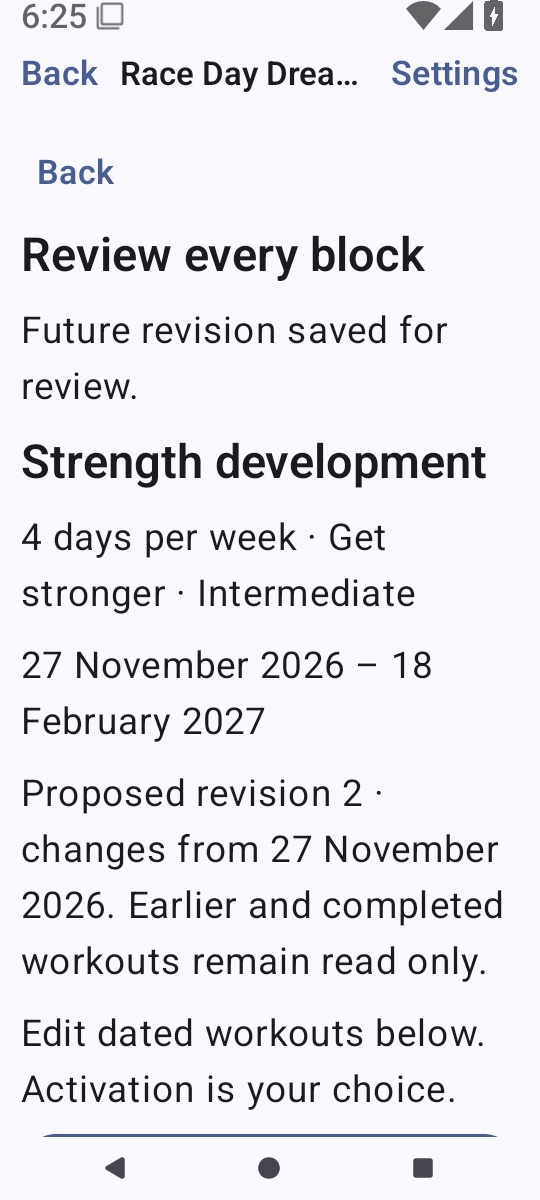 6:25
Back Race Day Drea... Settings
Back
Review every block
Future revision saved for
review.
Strength development
4 days per week · Get
stronger · Intermediate
27 November 2026 – 18
February 2027
Proposed revision 2 ·
changes from 27 November
2026. Earlier and completed
workouts remain read only.
Edit dated workouts below.
Activation is your choice.